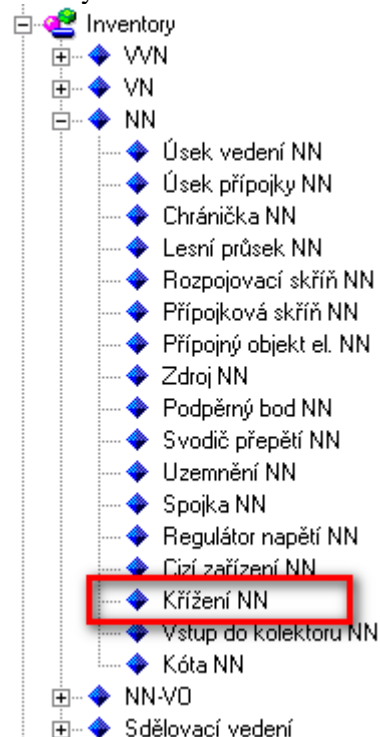 Inventory
VVN
VN
NN
Úsek vedení NN
Úsek přípojky NN
Chránička NN
Lesní průsek NN
Rozpojovací skříň NN
Přípojková skříň NN
Přípojný objekt el. NN
Zdroj NN
Podpěrný bod NN
Svodič přepětí NN
Uzemnění NN
Spojka NN
Regulátor napětí NN
Cizí zařízení NN
Křížení NN
Vstup do kolektoru NN
Kóta NN
NN-VO
Sdělovací vedení